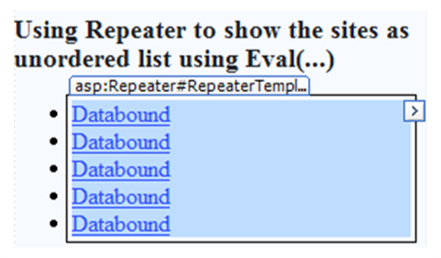 Using Repeater to show the sites as
unordered list using Eval(...)
asp:Repeater#RepeaterTempl...
Databound
Databound
Databound
Databound
Databound